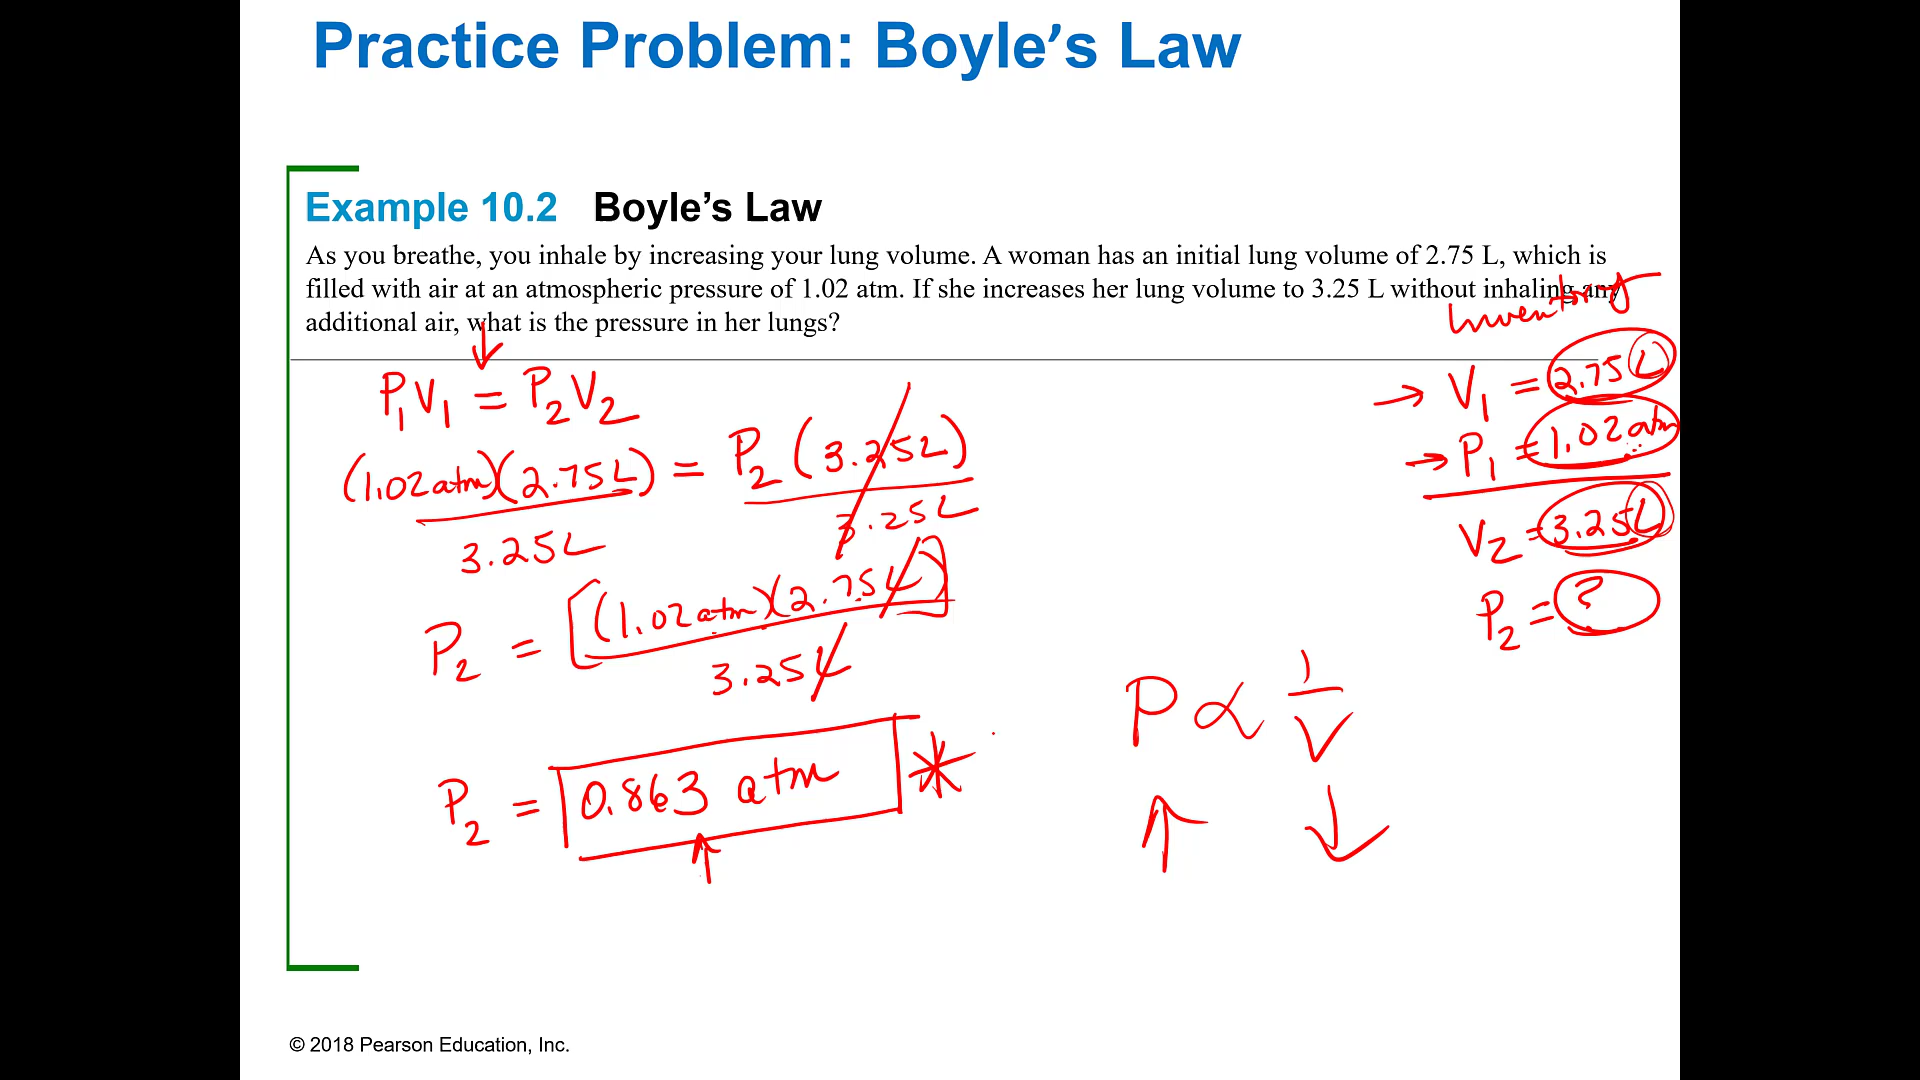 Practice Problem: Boyle’s Law
Example 10.2 Boyle’s Law
As you breathe, you inhale by increasing your lung volume. A woman has an initial lung volume of 2.75 L, which is
filled with air at an atmospheric pressure of 1.02 atm. If she increases her lung volume to 3.25 L without inhaling any
additional air, what is the pressure in her lungs?
Inventory
V₁ = 2.75 L
P₁ = 1.02 atm
V₂ = 3.25 L
P₂ = ?
↓
P₁V₁ = P₂V₂
(1.02 atm)(2.75 L) = P₂ (3.25 L)
3.25 L 3.25 L
P₂ = [(1.02 atm)(2.75 L)]
3.25 L
P₂ = 0.863 atm *
P ∝ 1/V
↑ ↓
© 2018 Pearson Education, Inc.